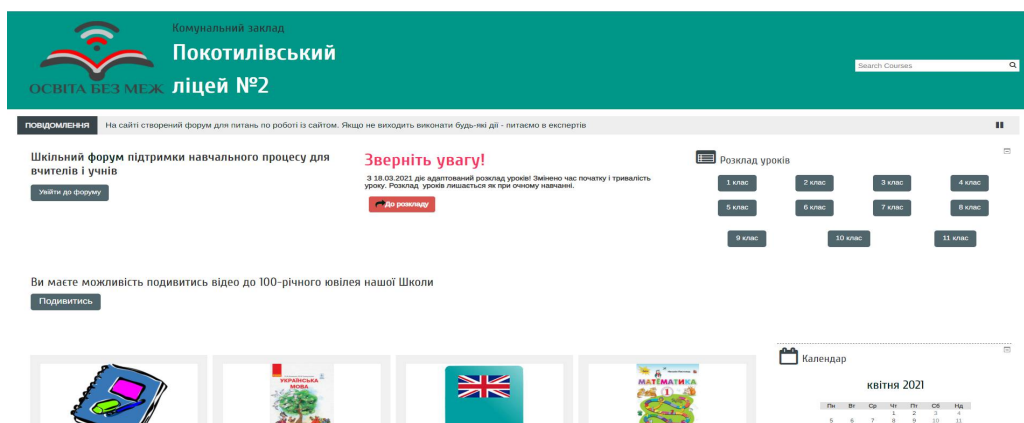 Комунальний заклад
Покотилівський
ліцей №2
ОСВІТА БЕЗ МЕЖ
Search Courses
ПОВІДОМЛЕННЯ
На сайті створений форум для питань по роботі із сайтом. Якщо не виходить виконати будь-які дії - питаємо в експертів
Шкільний форум підтримки навчального процесу для
вчителів і учнів
Увійти до форуму
Зверніть увагу!
З 18.03.2021 діє адаптований розклад уроків! Змінено час початку і тривалість
уроку. Розклад уроків лишається як при очному навчанні.
До розкладу
Розклад уроків
1 клас 2 клас 3 клас 4 клас
5 клас 6 клас 7 клас 8 клас
9 клас 10 клас 11 клас
Ви маєте можливість подивитись відео до 100-річного ювілея нашої Школи
Подивитись
УКРАЇНСЬКА
МОВА
МАТЕМАТИКА
1
Календар
квітня 2021
Пн Вт Ср Чт Пт Сб Нд
1 2 3 4
5 6 7 8 9 10 11